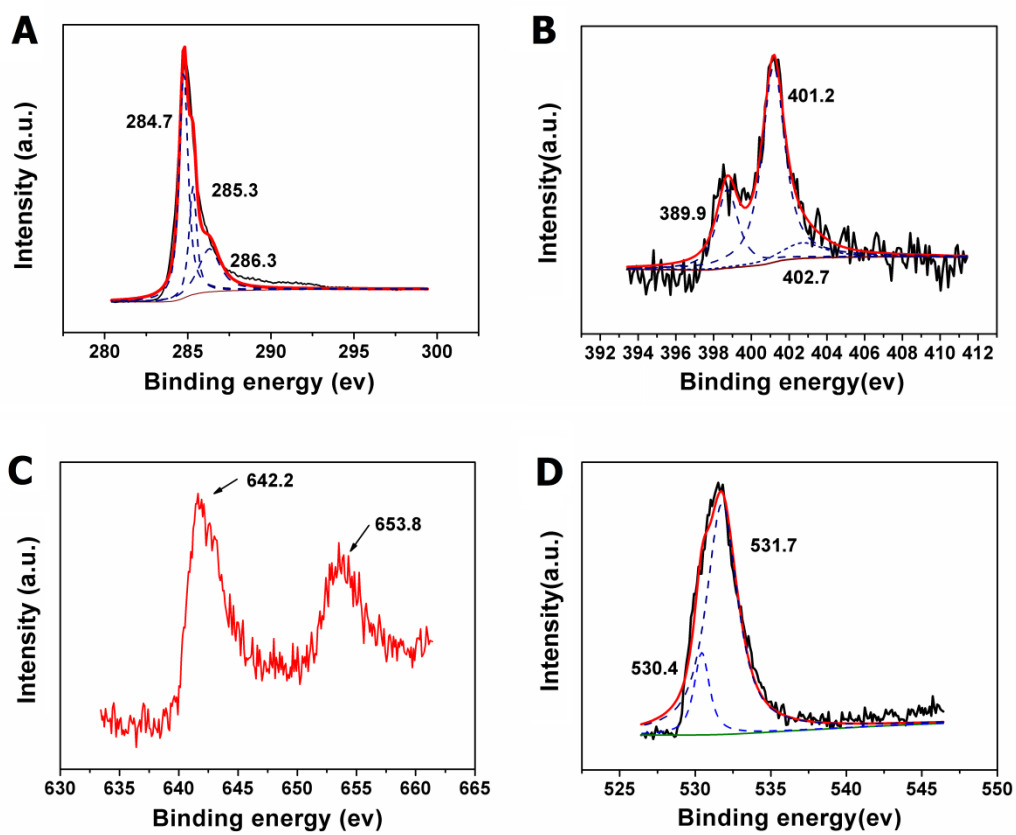 A
Intensity (a.u.)
284.7
285.3
286.3
280 285 290 295 300
Binding energy (ev)
B
Intensity(a.u.)
401.2
389.9
402.7
392 394 396 398 400 402 404 406 408 410 412
Binding energy(ev)
C
Intensity (a.u.)
642.2
653.8
630 635 640 645 650 655 660 665
Binding energy (ev)
D
Intensity(a.u.)
531.7
530.4
525 530 535 540 545 550
Binding energy(ev)